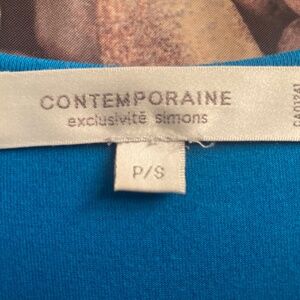 CONTEMPORAINE
exclusivité simons
P/S